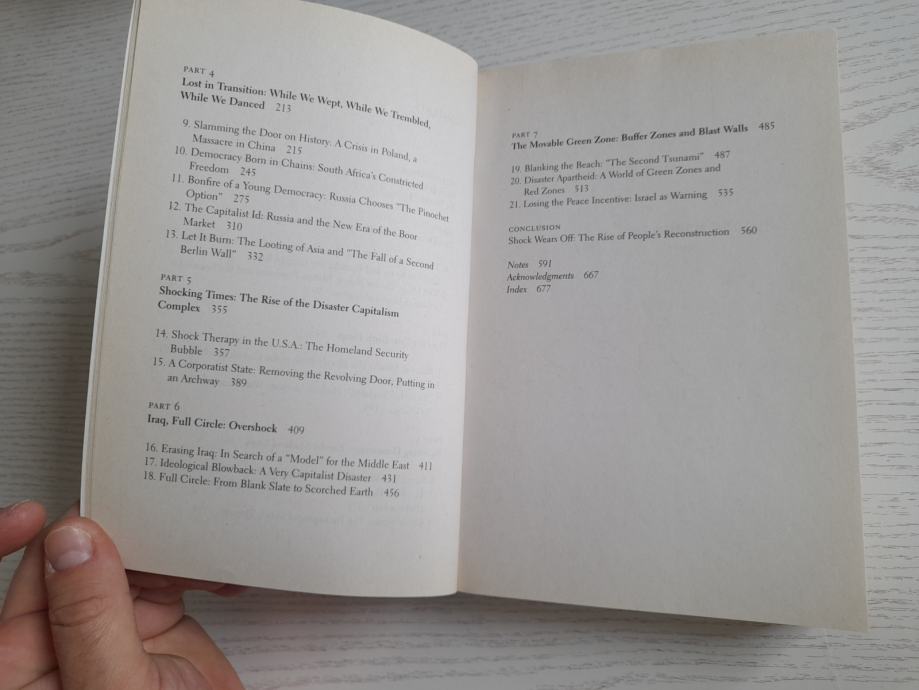 PART 4
Lost in Transition: While We Wept, While We Trembled,
While We Danced 213
9. Slamming the Door on History: A Crisis in Poland, a
Massacre in China 215
10. Democracy Born in Chains: South Africa's Constricted
Freedom 245
11. Bonfire of a Young Democracy: Russia Chooses "The Pinochet
Option" 275
12. The Capitalist Id: Russia and the New Era of the Boor
Market 310
13. Let It Burn: The Looting of Asia and "The Fall of a Second
Berlin Wall" 332
PART 5
Shocking Times: The Rise of the Disaster Capitalism
Complex 355
14. Shock Therapy in the U.S.A.: The Homeland Security
Bubble 357
15. A Corporatist State: Removing the Revolving Door, Putting in
an Archway 389
PART 6
Iraq, Full Circle: Overshock 409
16. Erasing Iraq: In Search of a "Model" for the Middle East 411
17. Ideological Blowback: A Very Capitalist Disaster 431
18. Full Circle: From Blank Slate to Scorched Earth 456
PART 7
The Movable Green Zone: Buffer Zones and Blast Walls 485
19. Blanking the Beach: "The Second Tsunami" 487
20. Disaster Apartheid: A World of Green Zones and
Red Zones 513
21. Losing the Peace Incentive: Israel as Warning 535
CONCLUSION
Shock Wears Off: The Rise of People's Reconstruction 560
Notes 591
Acknowledgments 667
Index 677